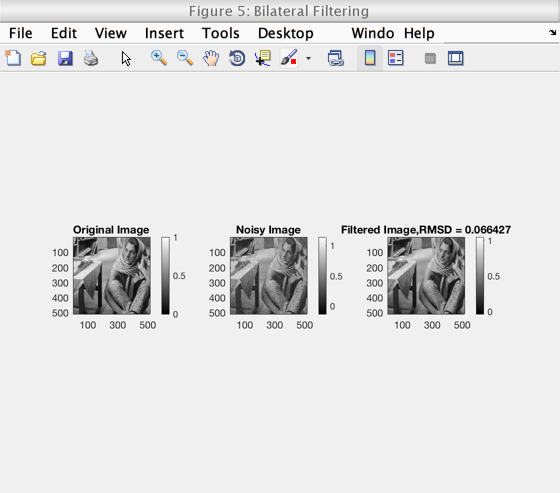 Figure 5: Bilateral Filtering
File Edit View Insert Tools Desktop Windo Help
Original Image Noisy Image Filtered Image,RMSD = 0.066427
1 1 1
100 100 100
200 200 200
0.5 0.5 0.5
300 300 300
400 400 400
0 0 0
500 500 500
100 300 500 100 300 500 100 300 500